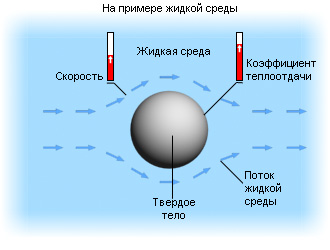 На примере жидкой среды
Жидкая среда
Скорость
Коэффициент
теплоотдачи
Поток
жидкой
среды
Твердое
тело